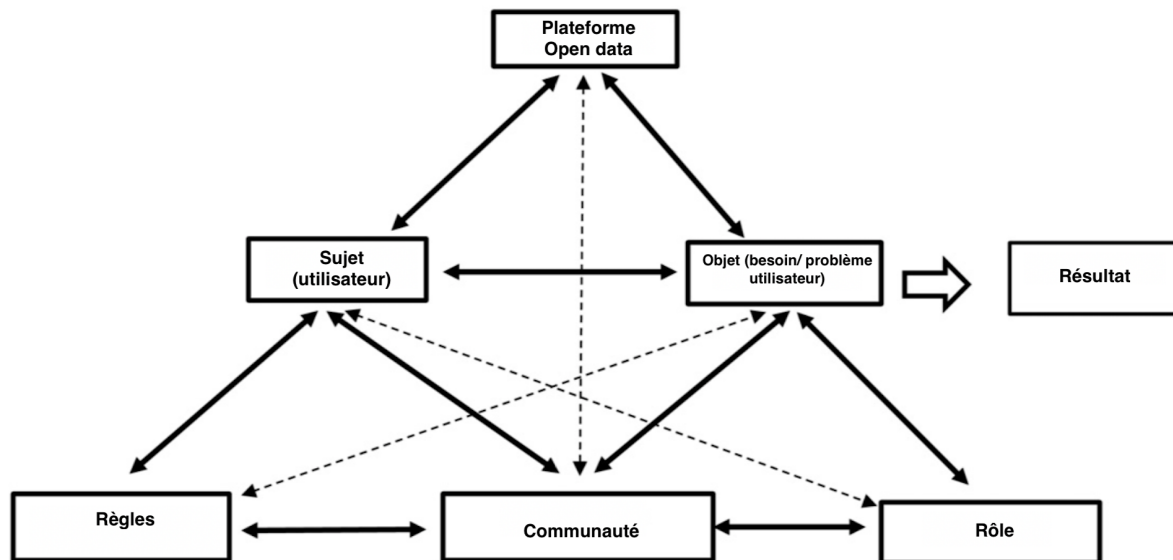 Plateforme
Open data
Sujet
(utilisateur)
Objet (besoin/ problème
utilisateur)
Résultat
Règles
Communauté
Rôle